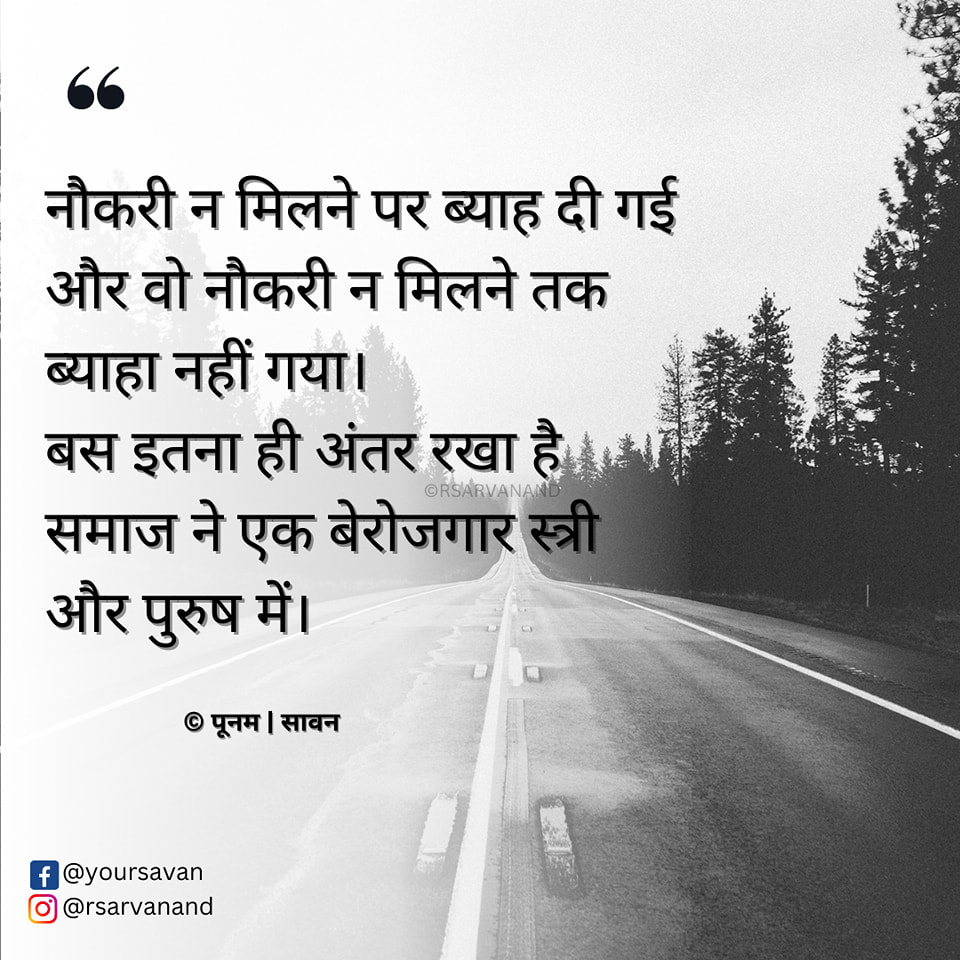 ❝
नौकरी न मिलने पर ब्याह दी गई
और वो नौकरी न मिलने तक
ब्याहा नहीं गया।
बस इतना ही अंतर रखा है
©RSARVANAND
समाज ने एक बेरोजगार स्त्री
और पुरुष में।
© पूनम | सावन
@yoursavan
@rsarvanand